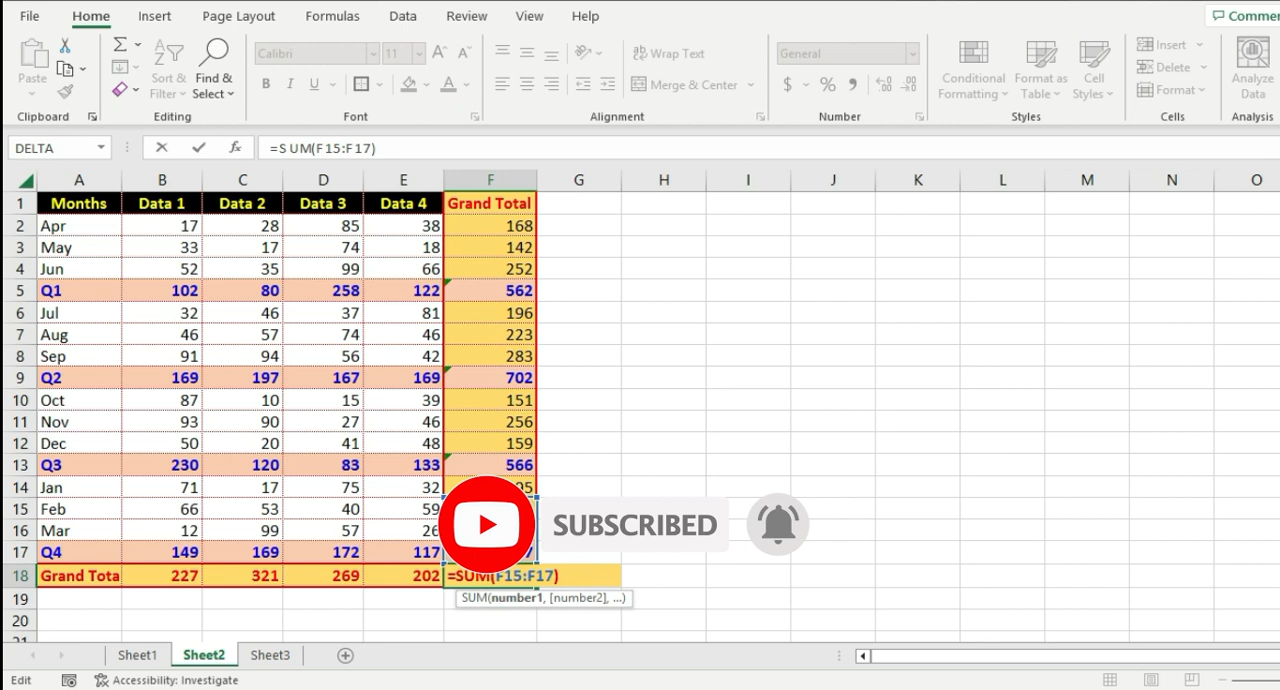 File Home Insert Page Layout Formulas Data Review View Help Commen
Paste Sort & Filter Find & Select Calibri 11 Wrap Text General Conditional Formatting Format as Table Cell Styles Insert Analyze Data
B I U Merge & Center $ % Delete
Format
Clipboard Editing Font Alignment Number Styles Cells Analysis
DELTA fx =S UM(F15:F17)
A B C D E F G H I J K L M N O
1 Months Data 1 Data 2 Data 3 Data 4 Grand Total
2 Apr 17 28 85 38 168
3 May 33 17 74 18 142
4 Jun 52 35 99 66 252
5 Q1 102 80 258 122 562
6 Jul 32 46 37 81 196
7 Aug 46 57 74 46 223
8 Sep 91 94 56 42 283
9 Q2 169 197 167 169 702
10 Oct 87 10 15 39 151
11 Nov 93 90 27 46 256
12 Dec 50 20 41 48 159
13 Q3 230 120 83 133 566
14 Jan 71 17 75 32
15 Feb 66 53 40 59
16 Mar 12 99 57 26
SUBSCRIBED
17 Q4 149 169 172 117
18 Grand Tota 227 321 269 202 =SUM(F15:F17)
19 SUM(number1, [number2], ...)
20
Sheet1 Sheet2 Sheet3
Edit Accessibility: Investigate